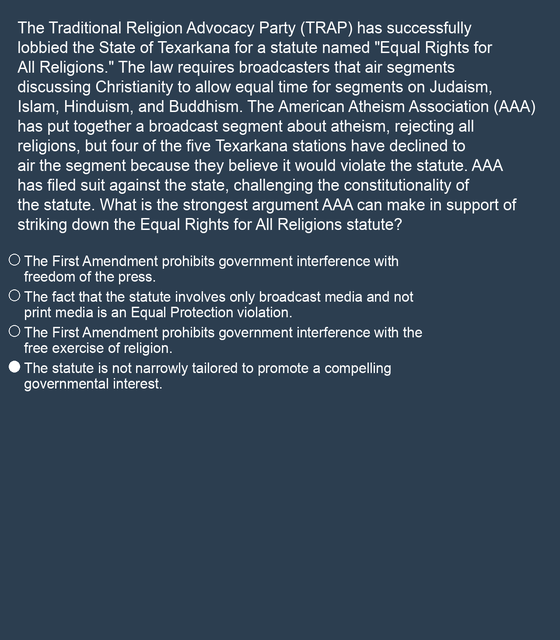 The Traditional Religion Advocacy Party (TRAP) has successfully
lobbied the State of Texarkana for a statute named "Equal Rights for
All Religions." The law requires broadcasters that air segments
discussing Christianity to allow equal time for segments on Judaism,
Islam, Hinduism, and Buddhism. The American Atheism Association (AAA)
has put together a broadcast segment about atheism, rejecting all
religions, but four of the five Texarkana stations have declined to
air the segment because they believe it would violate the statute. AAA
has filed suit against the state, challenging the constitutionality of
the statute. What is the strongest argument AAA can make in support of
striking down the Equal Rights for All Religions statute?
The First Amendment prohibits government interference with
freedom of the press.
The fact that the statute involves only broadcast media and not
print media is an Equal Protection violation.
The First Amendment prohibits government interference with the
free exercise of religion.
The statute is not narrowly tailored to promote a compelling
governmental interest.